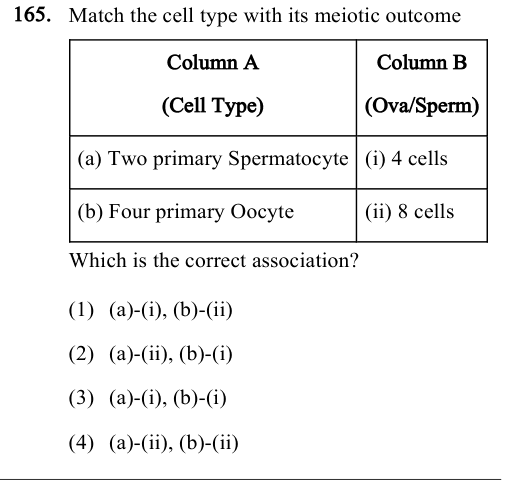 165. Match the cell type with its meiotic outcome
Column A Column B
(Cell Type) (Ova/Sperm)
(a) Two primary Spermatocyte (i) 4 cells
(b) Four primary Oocyte (ii) 8 cells
Which is the correct association?
(1) (a)-(i), (b)-(ii)
(2) (a)-(ii), (b)-(i)
(3) (a)-(i), (b)-(i)
(4) (a)-(ii), (b)-(ii)